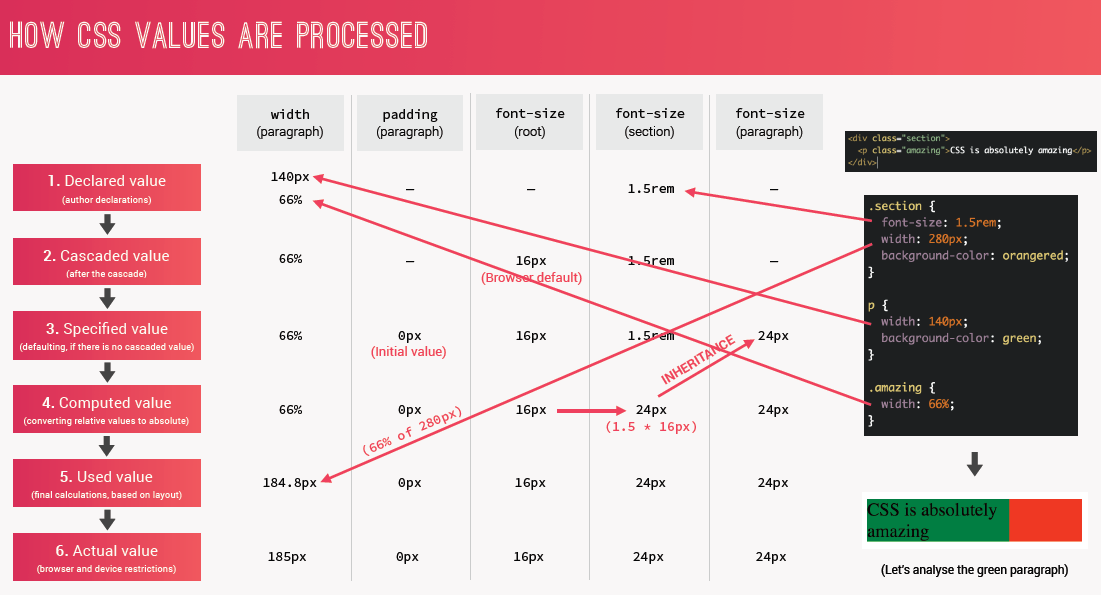 HOW CSS VALUES ARE PROCESSED
width
(paragraph)
padding
(paragraph)
font-size
(root)
font-size
(section)
font-size
(paragraph)
1. Declared value
(author declarations)
140px
66%
–
–
1.5rem
–
2. Cascaded value
(after the cascade)
66%
–
16px
(Browser default)
1.5rem
–
3. Specified value
(defaulting, if there is no cascaded value)
66%
0px
(Initial value)
16px
1.5rem
24px
INHERITANCE
4. Computed value
(converting relative values to absolute)
66%
0px
16px
24px
(1.5 * 16px)
24px
(66% of 280px)
5. Used value
(final calculations, based on layout)
184.8px
0px
16px
24px
24px
6. Actual value
(browser and device restrictions)
185px
0px
16px
24px
24px
<div class="section">
<p class="amazing">CSS is absolutely amazing</p>
</div>
.section {
font-size: 1.5rem;
width: 280px;
background-color: orangered;
}
p {
width: 140px;
background-color: green;
}
.amazing {
width: 66%;
}
CSS is absolutely
amazing
(Let's analyse the green paragraph)